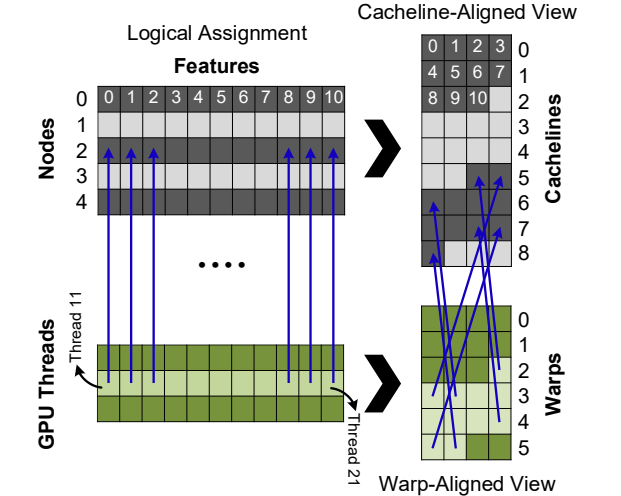 Cacheline-Aligned View
Logical Assignment
Features
0 1 2 3 4 5 6 7 8 9 10
0
1
2
3
4
Nodes
0 1 2 3
4 5 6 7
8 9 10
0
1
2
3
4
5
6
7
8
Cachelines
....
Thread 11
GPU Threads
Thread 21
0
1
2
3
4
5
Warps
Warp-Aligned View